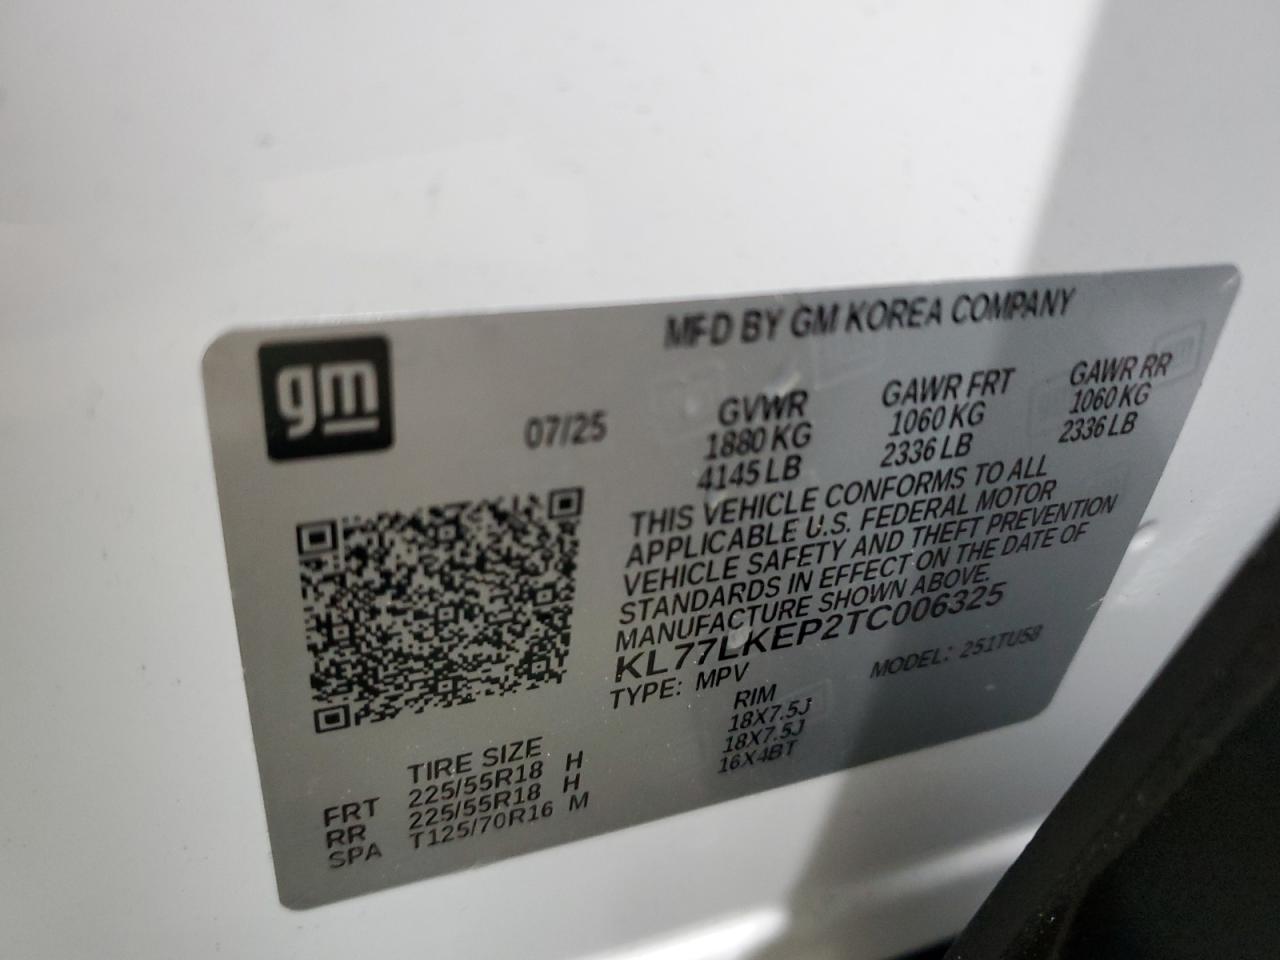 gm
MFD BY GM KOREA COMPANY
07/25
GVWR GAWR FRT GAWR RR
1880 KG 1060 KG 1060 KG
4145 LB 2336 LB 2336 LB
THIS VEHICLE CONFORMS TO ALL
APPLICABLE U.S. FEDERAL MOTOR
VEHICLE SAFETY AND THEFT PREVENTION
STANDARDS IN EFFECT ON THE DATE OF
MANUFACTURE SHOWN ABOVE.
KL77LKEP2TC006325
TYPE: MPV MODEL: 251TU58
TIRE SIZE RIM
FRT 225/55R18 H 18X7.5J
RR 225/55R18 H 18X7.5J
SPA T125/70R16 M 16X4BT